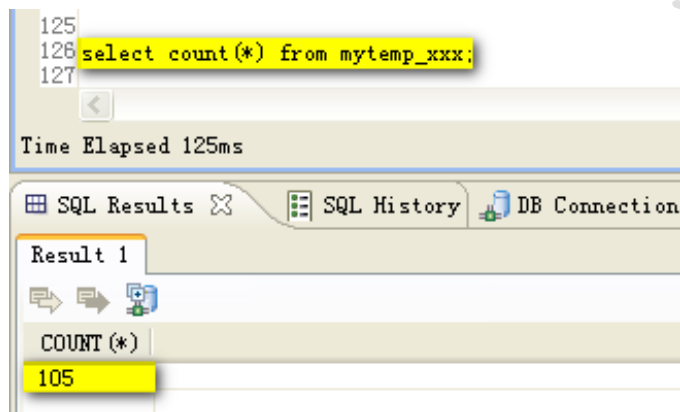 125
126 select count(*) from mytemp_xxx;
127
Time Elapsed 125ms
SQL Results SQL History DB Connection
Result 1
COUNT(*)
105